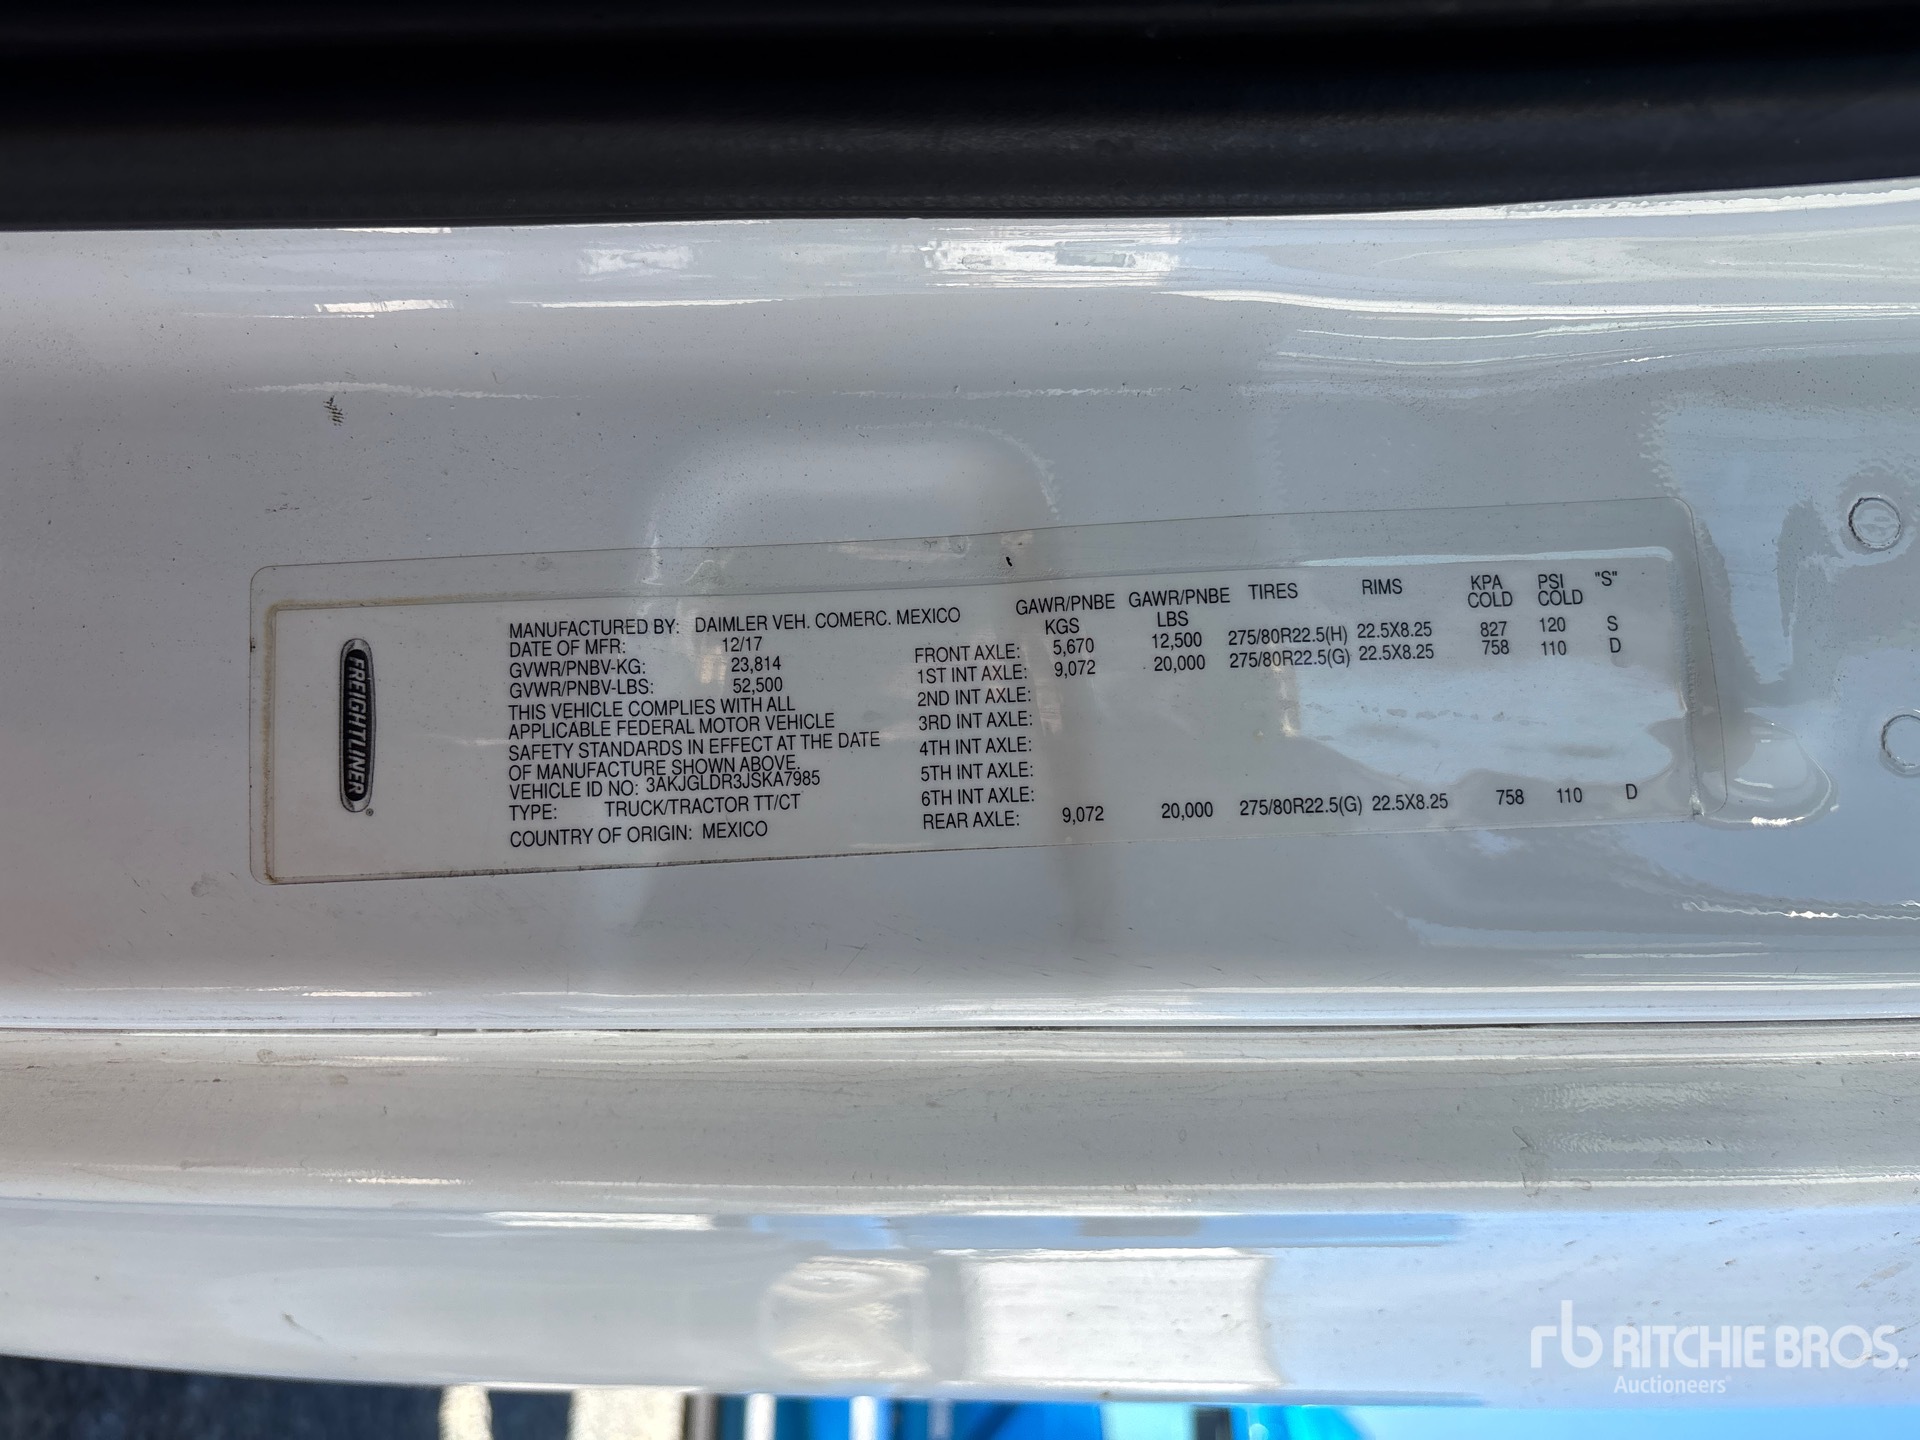 FREIGHTLINER®
MANUFACTURED BY: DAIMLER VEH. COMERC. MEXICO
DATE OF MFR: 12/17
GVWR/PNBV-KG: 23,814
GVWR/PNBV-LBS: 52,500
THIS VEHICLE COMPLIES WITH ALL
APPLICABLE FEDERAL MOTOR VEHICLE
SAFETY STANDARDS IN EFFECT AT THE DATE
OF MANUFACTURE SHOWN ABOVE.
VEHICLE ID NO: 3AKJGLDR3JSKA7985
TYPE: TRUCK/TRACTOR TT/CT
COUNTRY OF ORIGIN: MEXICO
GAWR/PNBE GAWR/PNBE TIRES RIMS KPA PSI "S"
KGS LBS COLD COLD
FRONT AXLE: 5,670 12,500 275/80R22.5(H) 22.5X8.25 827 120 S
1ST INT AXLE: 9,072 20,000 275/80R22.5(G) 22.5X8.25 758 110 D
2ND INT AXLE:
3RD INT AXLE:
4TH INT AXLE:
5TH INT AXLE:
6TH INT AXLE:
REAR AXLE: 9,072 20,000 275/80R22.5(G) 22.5X8.25 758 110 D
rb RITCHIE BROS.
Auctioneers